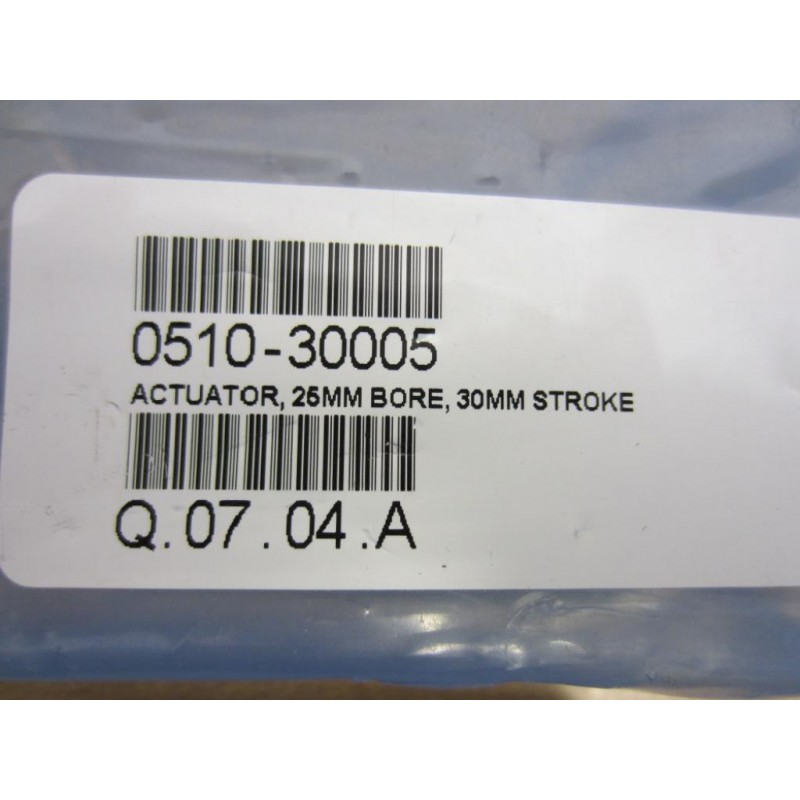 0510-30005
ACTUATOR, 25MM BORE, 30MM STROKE
Q.07.04.A